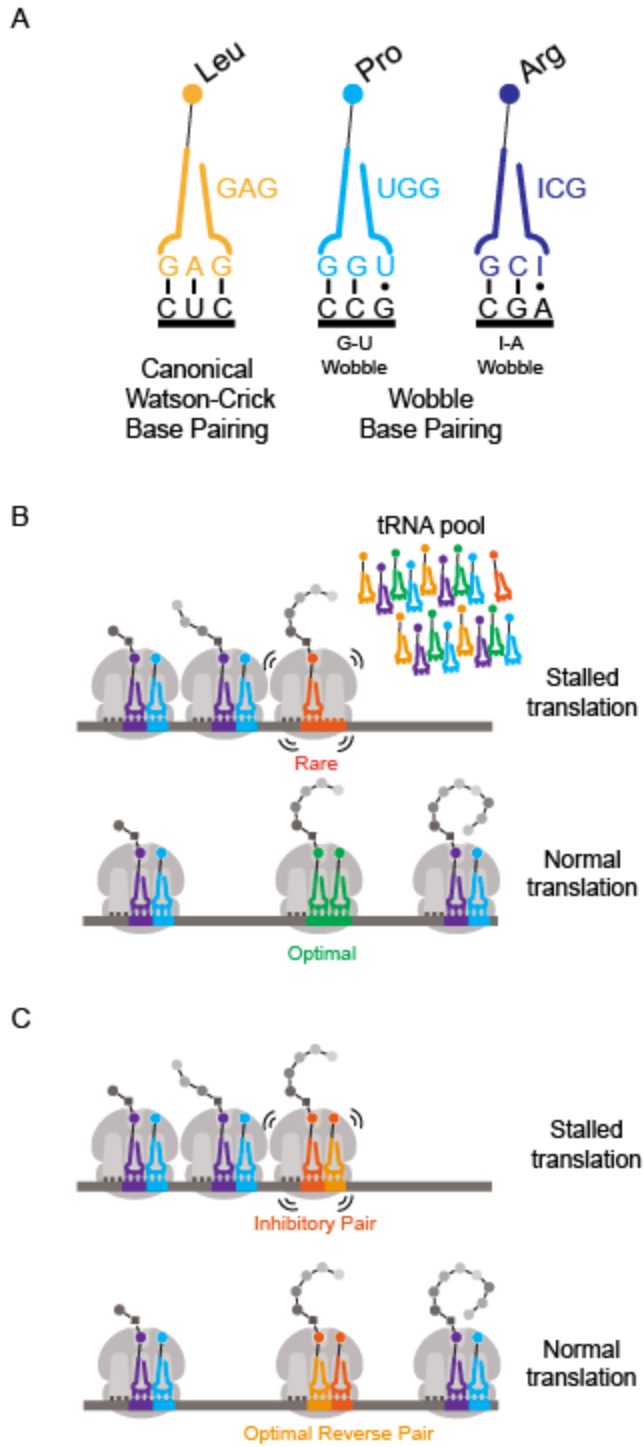 A
Leu
Pro
Arg
GAG
UGG
ICG
G A G
G G U
G C I
C U C
C C G
C G A
G-U
Wobble
I-A
Wobble
Canonical
Watson-Crick
Base Pairing
Wobble
Base Pairing
B
tRNA pool
Stalled
translation
Rare
Normal
translation
Optimal
C
Stalled
translation
Inhibitory Pair
Normal
translation
Optimal Reverse Pair